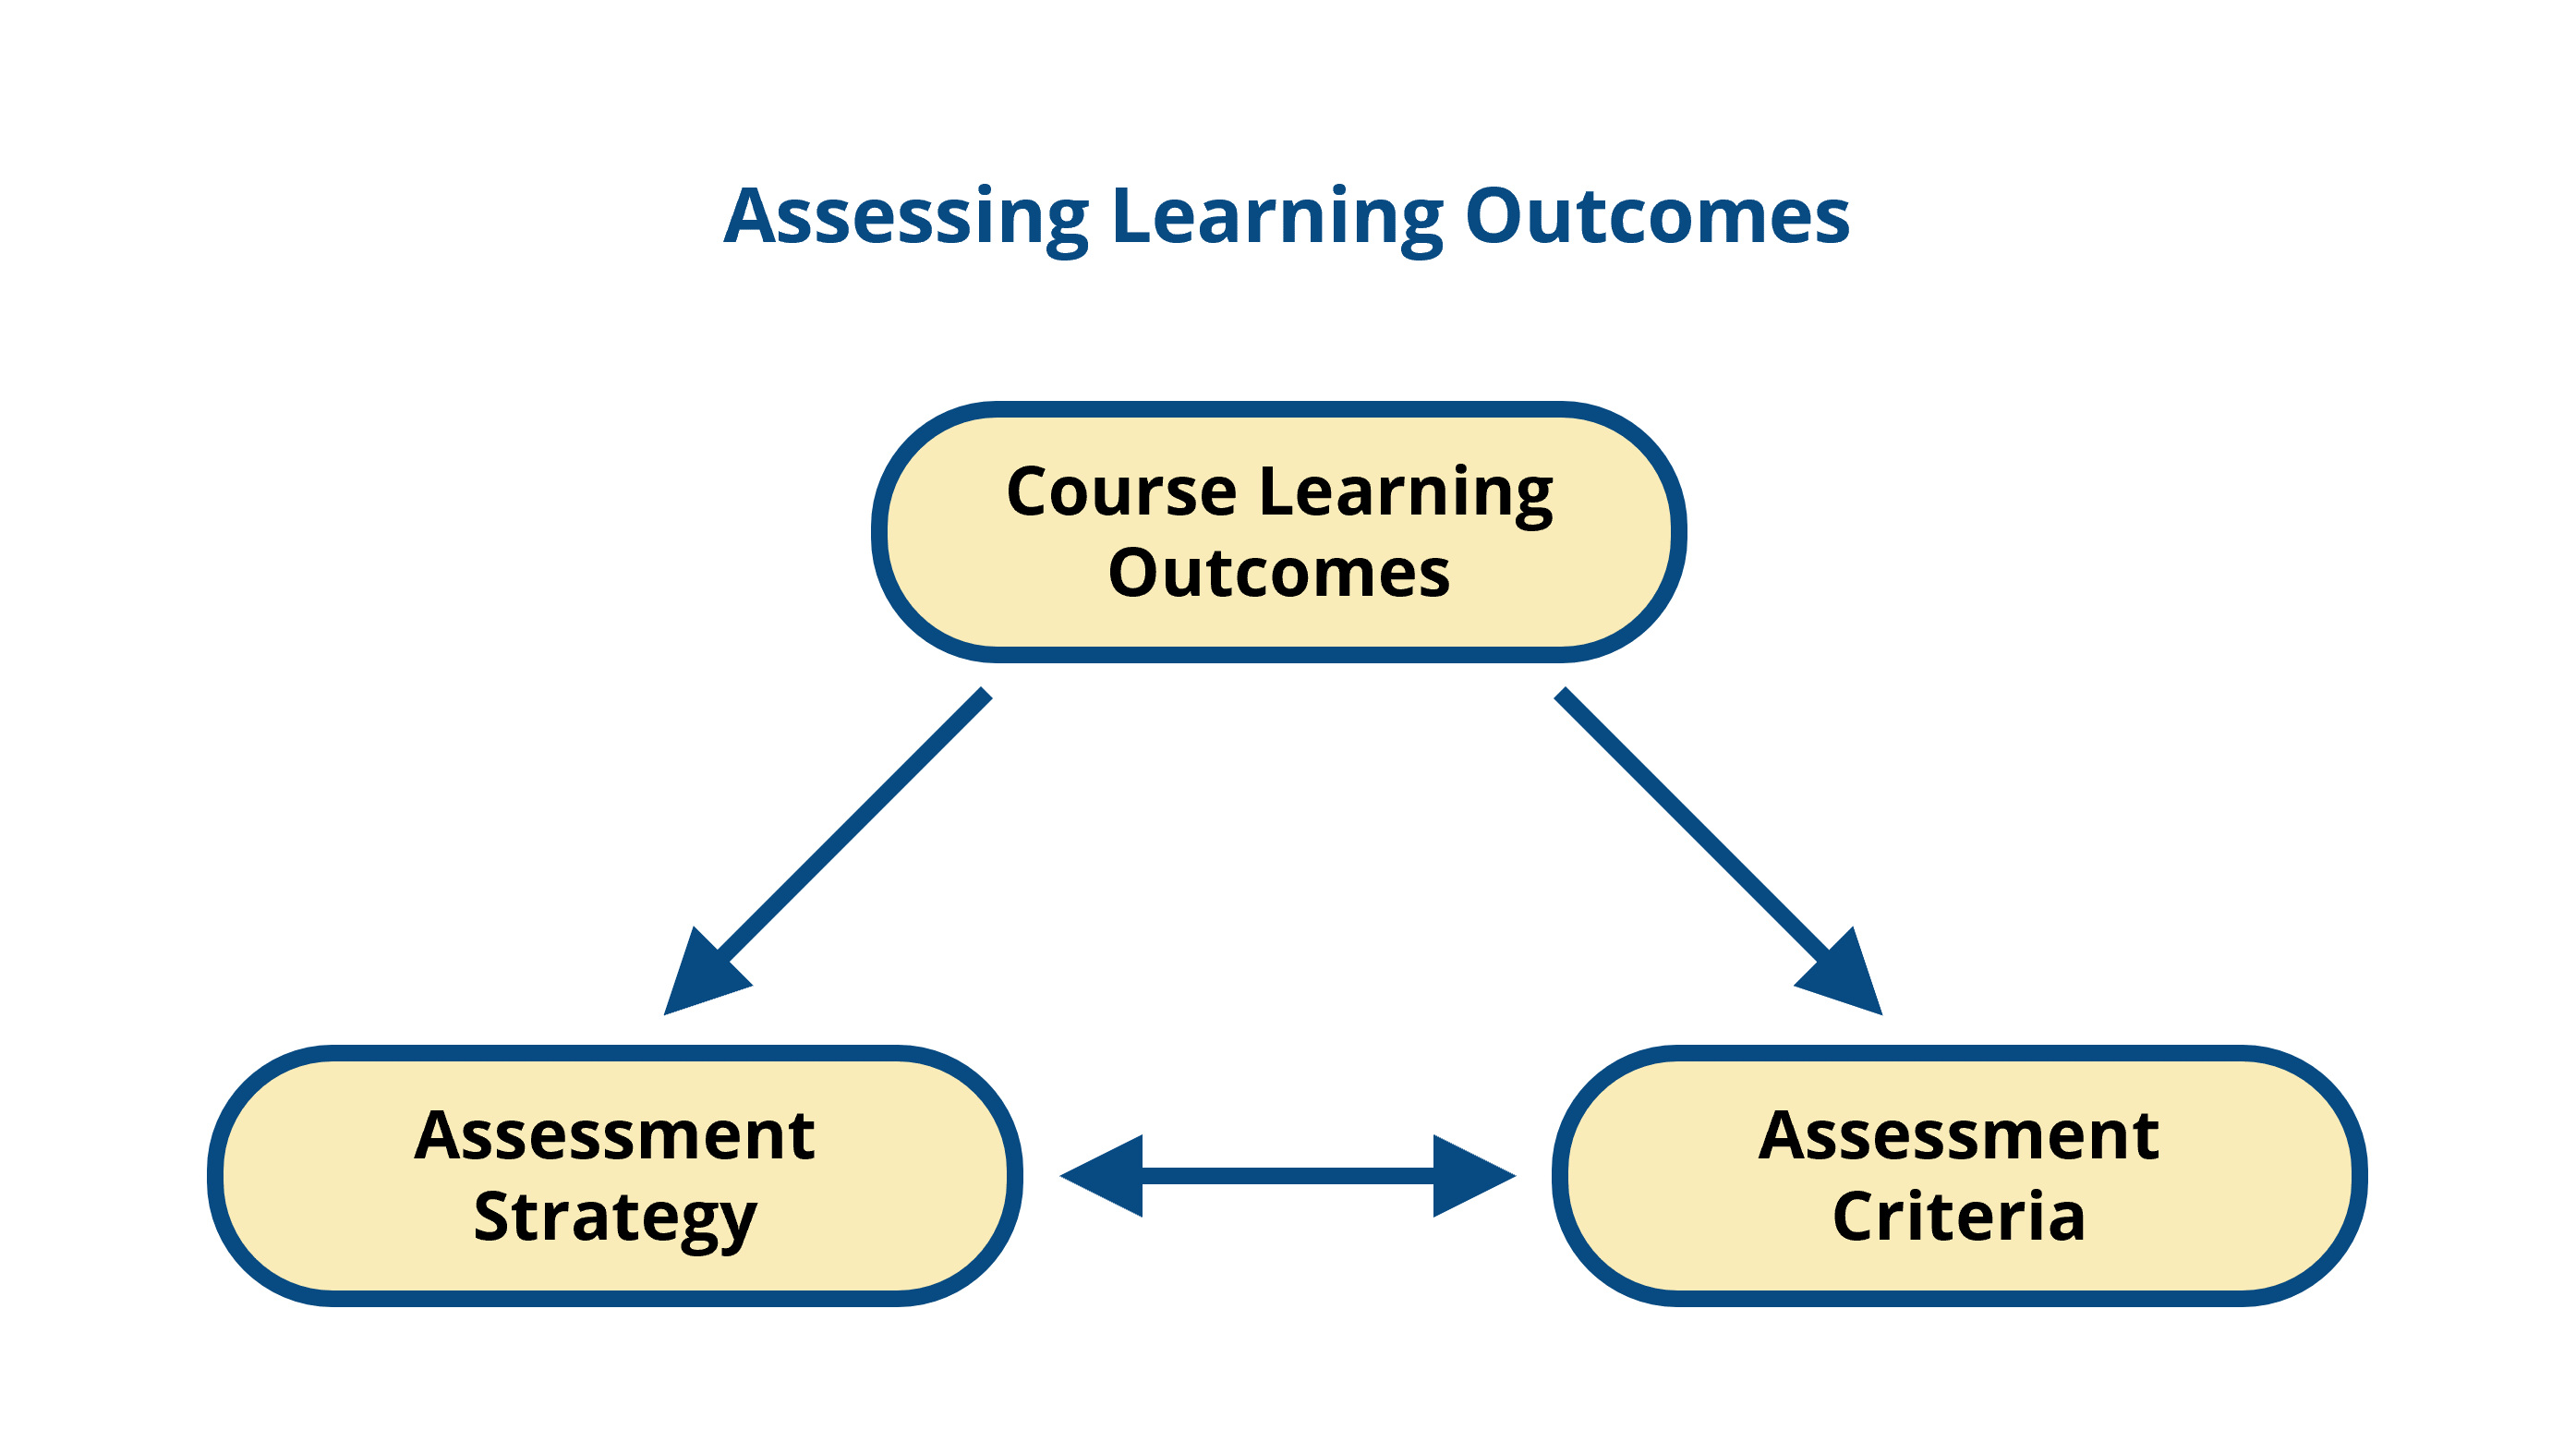 Assessing Learning Outcomes
Course Learning
Outcomes
Assessment
Strategy
Assessment
Criteria